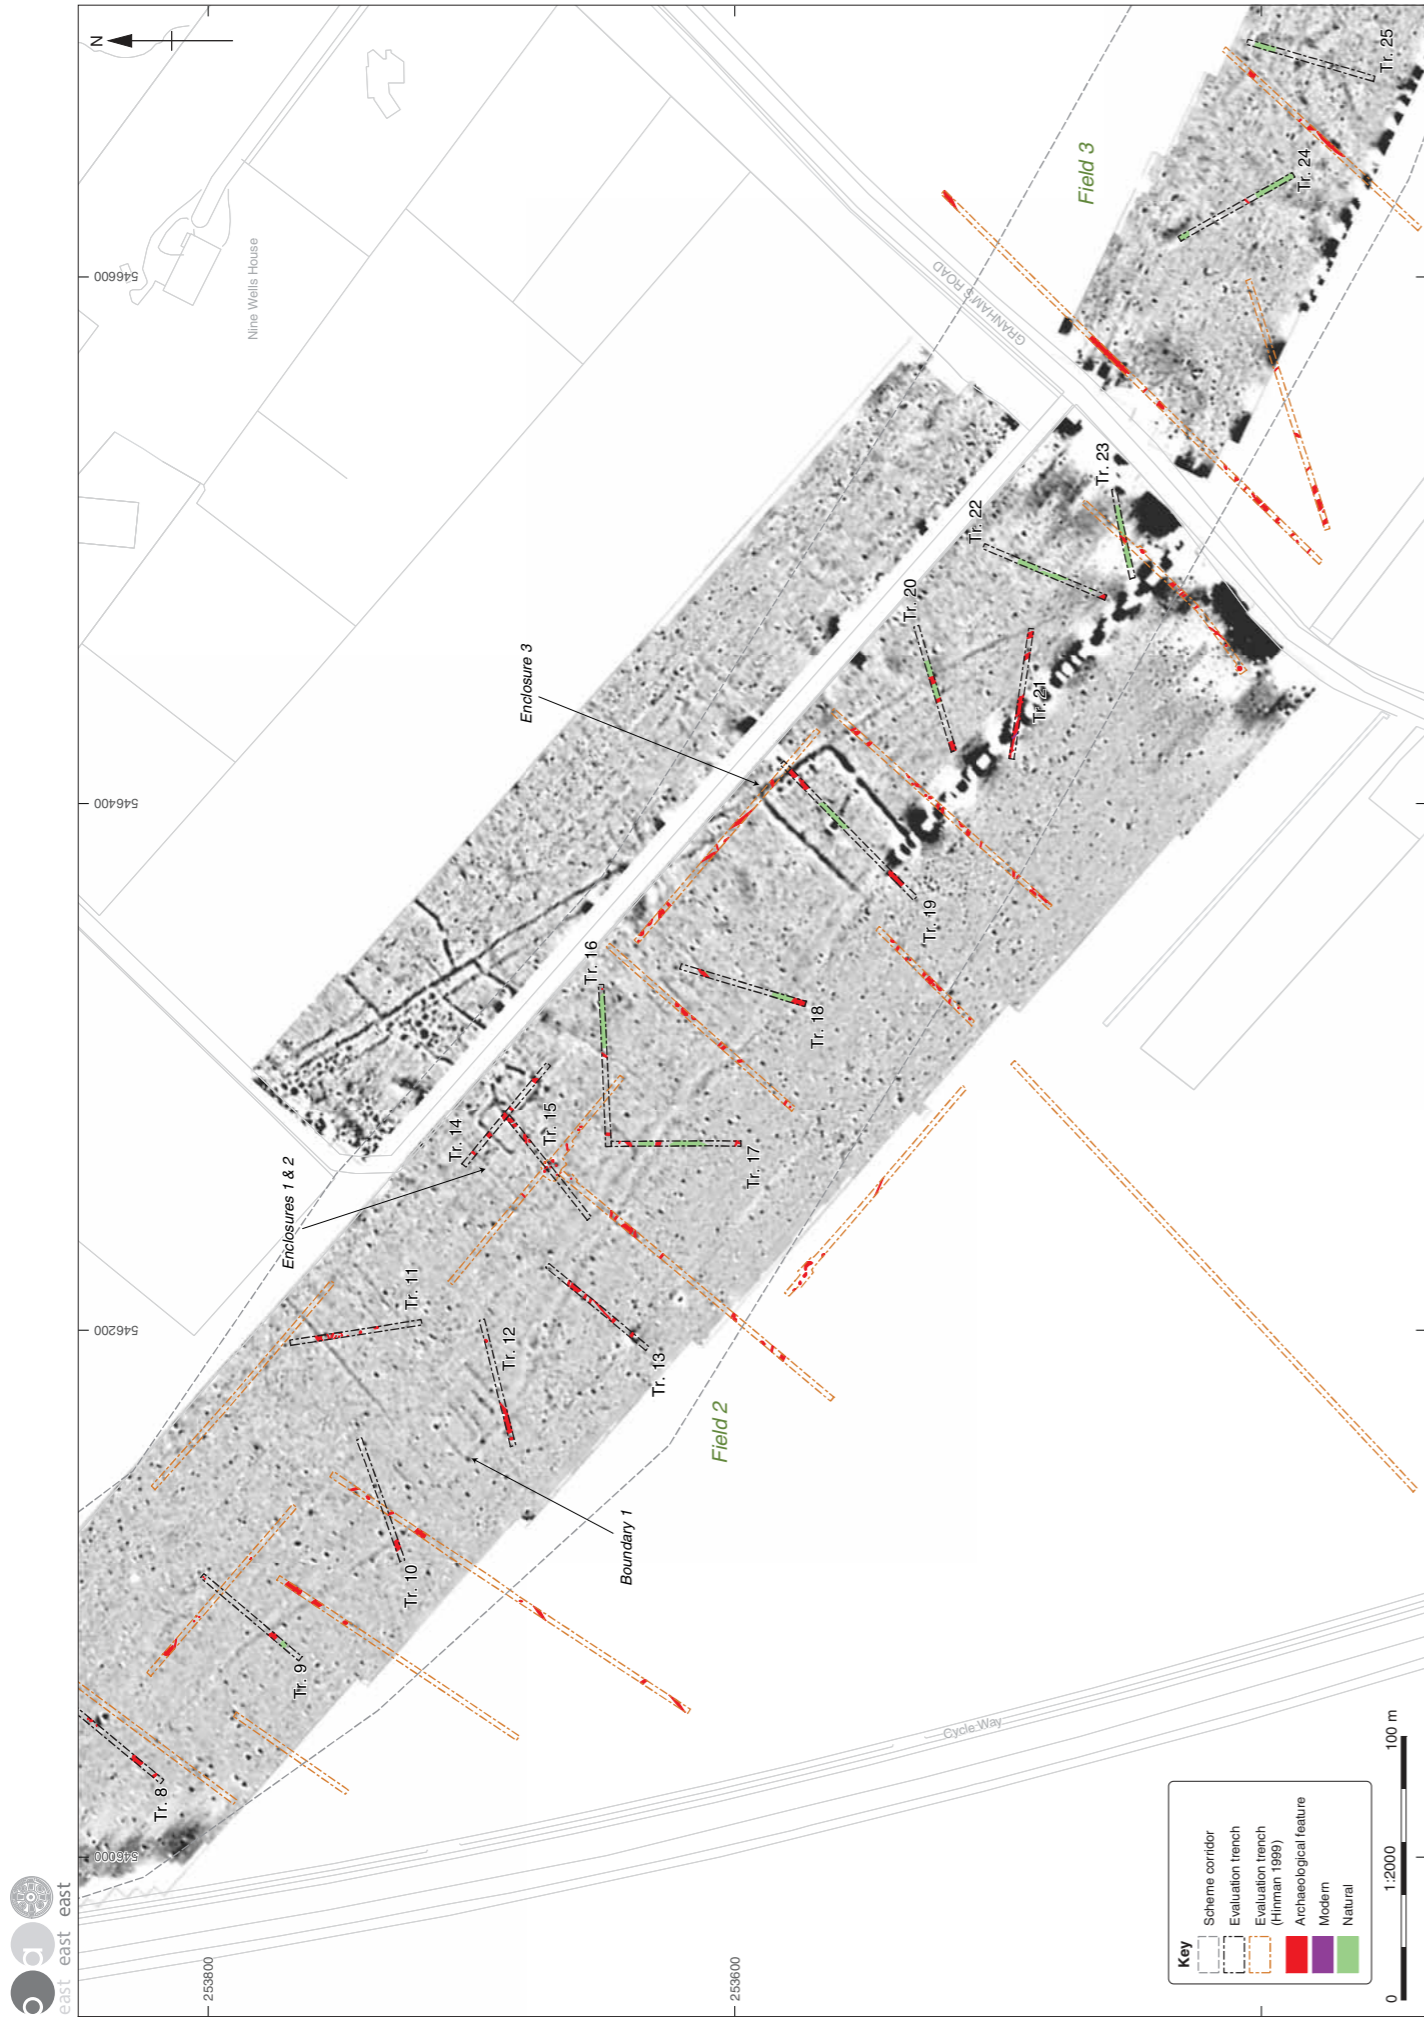 east east east
N
546600
546400
546200
546000
253800
253600
Nine Wells House
GRANHAM'S ROAD
Cycle Way
Field 3
Field 2
Enclosure 3
Enclosures 1 & 2
Boundary 1
Tr. 8
Tr. 9
Tr. 10
Tr. 11
Tr. 12
Tr. 13
Tr. 14
Tr. 15
Tr. 16
Tr. 17
Tr. 18
Tr. 19
Tr. 20
Tr. 21
Tr. 22
Tr. 23
Tr. 24
Tr. 25
Key
Scheme corridor
Evaluation trench
Evaluation trench
(Hinman 1999)
Archaeological feature
Modern
Natural
0 1:2000 100 m